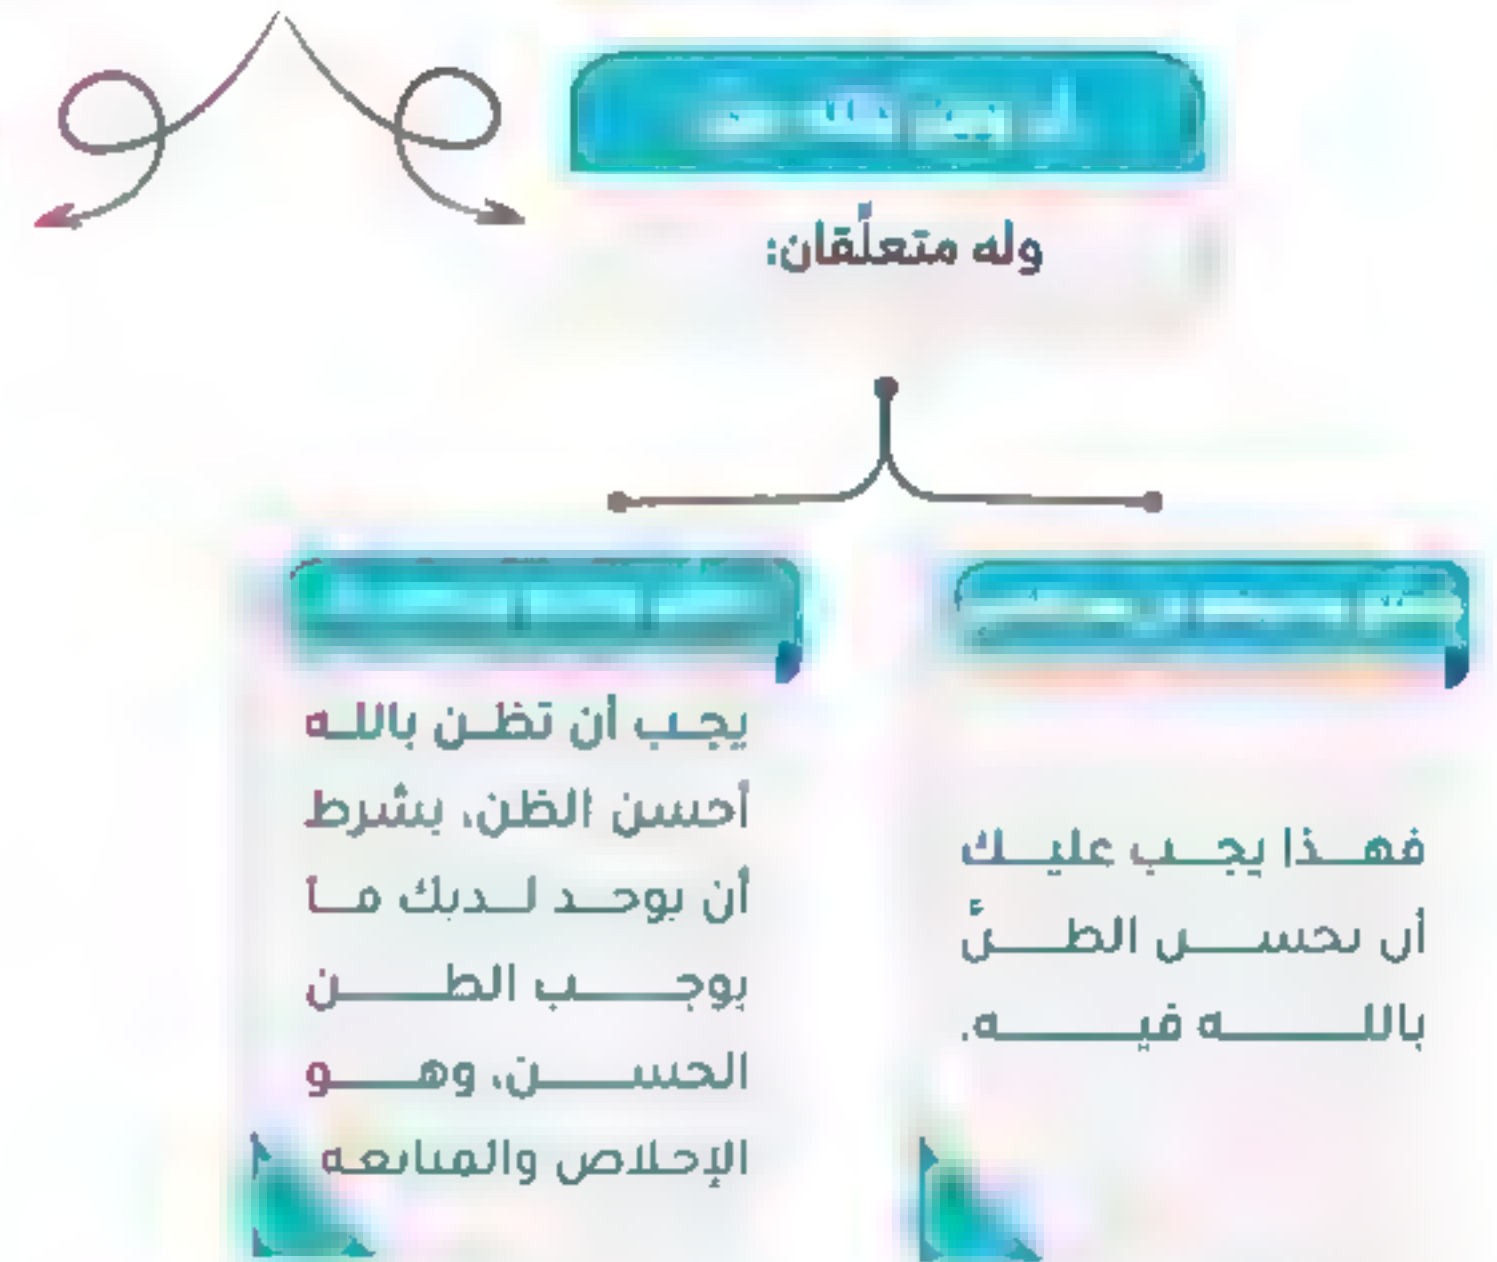 وله متعلّقان:
فهذا يجب عليك
أن تحسن الظنَّ
بالله فيه.
يجب أن تظن بالله
أحسن الظن، بشرط
أن يوجد لديك ما
يوجب الظن
الحسن، وهو
الإخلاص والمتابعة